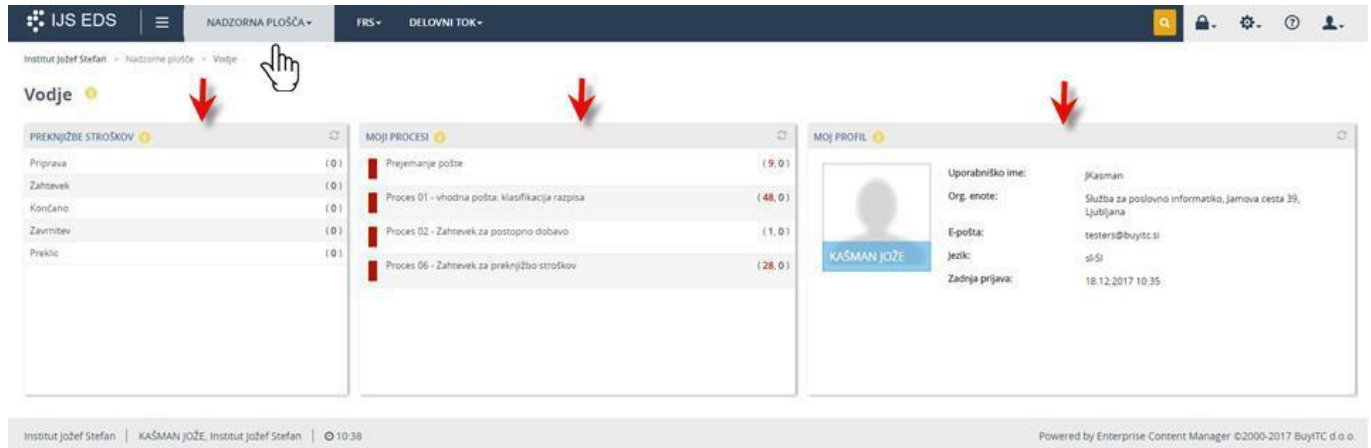 IJS EDS NADZORNA PLOŠČA FRS DELOVNI TOK
Institut Jožef Stefan > Nadzorne plošče > Vodje
Vodje
PREKNJIŽBE STROŠKOV
Priprava (0)
Zahtevek (0)
Končano (0)
Zavrnitev (0)
Preklic (0)
MOJI PROCESI
Prejemanje pošte (9, 0)
Proces 01 - vhodna pošta: klasifikacija razpisa (48, 0)
Proces 02 - Zahtevek za postopno dobavo (1, 0)
Proces 06 - Zahtevek za preknjižbo stroškov (28, 0)
MOJ PROFIL
KAŠMAN JOŽE
Uporabniško ime: JKasman
Org. enote: Služba za poslovno informatiko, Jamova cesta 39,
Ljubljana
E-pošta: testers@buyitc.si
Jezik: sl-SI
Zadnja prijava: 18.12.2017 10:35
Institut Jožef Stefan | KAŠMAN JOŽE, Institut Jožef Stefan | 10:38 Powered by Enterprise Content Manager ©2000-2017 BuyITC d.o.o.